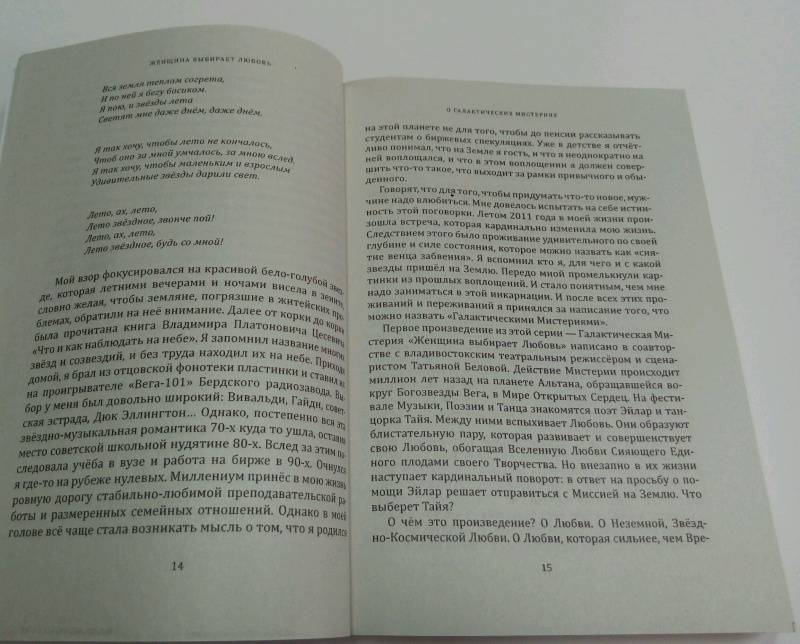 ЖЕНЩИНА ВЫБИРАЕТ ЛЮБОВЬ
Вся земля теплом согрета,
И по ней я бегу босиком.
Я пою, и звёзды лета
Светят мне даже днём, даже днём.
Я так хочу, чтобы лето не кончалось,
Чтоб оно за мной умчалось, за мною вслед.
Я так хочу, чтобы маленьким и взрослым
Удивительные звёзды дарили свет.
Лето, ах, лето,
Лето звёздное, звонче пой!
Лето, ах, лето,
Лето звёздное, будь со мной!
Мой взор фокусировался на красивой бело-голубой звез-
де, которая летними вечерами и ночами висела в зените,
словно желая, чтобы земляне, погрязшие в житейских про-
блемах, обратили на неё внимание. Далее от корки до корки
была прочитана книга Владимира Платоновича Цесевича
«Что и как наблюдать на небе». Я запомнил название многих
звёзд и созвездий, и без труда находил их на небе. Приходя
домой, я брал из отцовской фонотеки пластинки и ставил их
на проигрывателе «Вега-101» Бердского радиозавода. Вы-
бор у меня был довольно широкий: Вивальди, Гайдн, совет-
ская эстрада, Дюк Эллингтон... Однако, постепенно вся эта
звёздно-музыкальная романтика 70-х куда то ушла, оставив
место советской школьной нудятине 80-х. Вслед за этим по-
следовала учёба в вузе и работа на бирже в 90-х. Очнулся
я где-то на рубеже нулевых. Миллениум принёс в мою жизнь
ровную дорогу стабильно-любимой преподавательской ра-
боты и размеренных семейных отношений. Однако в моей
голове всё чаще стала возникать мысль о том, что я родился
14
О ГАЛАКТИЧЕСКИХ МИСТЕРИЯХ
на этой планете не для того, чтобы до пенсии рассказывать
студентам о биржевых спекуляциях. Уже в детстве я отчёт-
ливо понимал, что на Земле я гость, и что я неоднократно на
ней воплощался, и что в этом воплощении я должен совер-
шить что-то такое, что выходит за рамки привычного и обы-
денного.
Говорят, что для того, чтобы придумать что-то новое, муж-
чине надо влюбиться. Мне довелось испытать на себе истин-
ность этой поговорки. Летом 2011 года в моей жизни прои-
зошла встреча, которая кардинально изменила мою жизнь.
Следствием этого было проживание удивительного по своей
глубине и силе состояния, которое можно назвать как «сня-
тие венца забвения». Я вспомнил кто я, для чего и с какой
звезды пришёл на Землю. Передо мной промелькнули кар-
тинки из прошлых воплощений. И стало понятным, чем мне
надо заниматься в этой инкарнации. И после всех этих про-
живаний и переживаний я принялся за написание того, что
можно назвать «Галактическими Мистериями».
Первое произведение из этой серии — Галактическая Ми-
стерия «Женщина выбирает Любовь» написано в соавтор-
стве с владивостокским театральным режиссёром и сцена-
ристом Татьяной Беловой. Действие Мистерии происходит
миллион лет назад на планете Альтана, обращавшейся во-
круг Богозвезды Вега, в Мире Открытых Сердец. На фести-
вале Музыки, Поэзии и Танца знакомятся поэт Эйлар и тан-
цорка Тайя. Между ними вспыхивает Любовь. Они образуют
блистательную пару, которая развивает и совершенствует
свою Любовь, обогащая Вселенную Любви Сияющего Еди-
ного плодами своего Творчества. Но внезапно в их жизни
наступает кардинальный поворот: в ответ на просьбу о по-
мощи Эйлар решает отправиться с Миссией на Землю. Что
выберет Тайя?
О чём это произведение? О Любви. О Неземной, Звёзд-
но-Космической Любви. О Любви, которая сильнее, чем Вре-
15